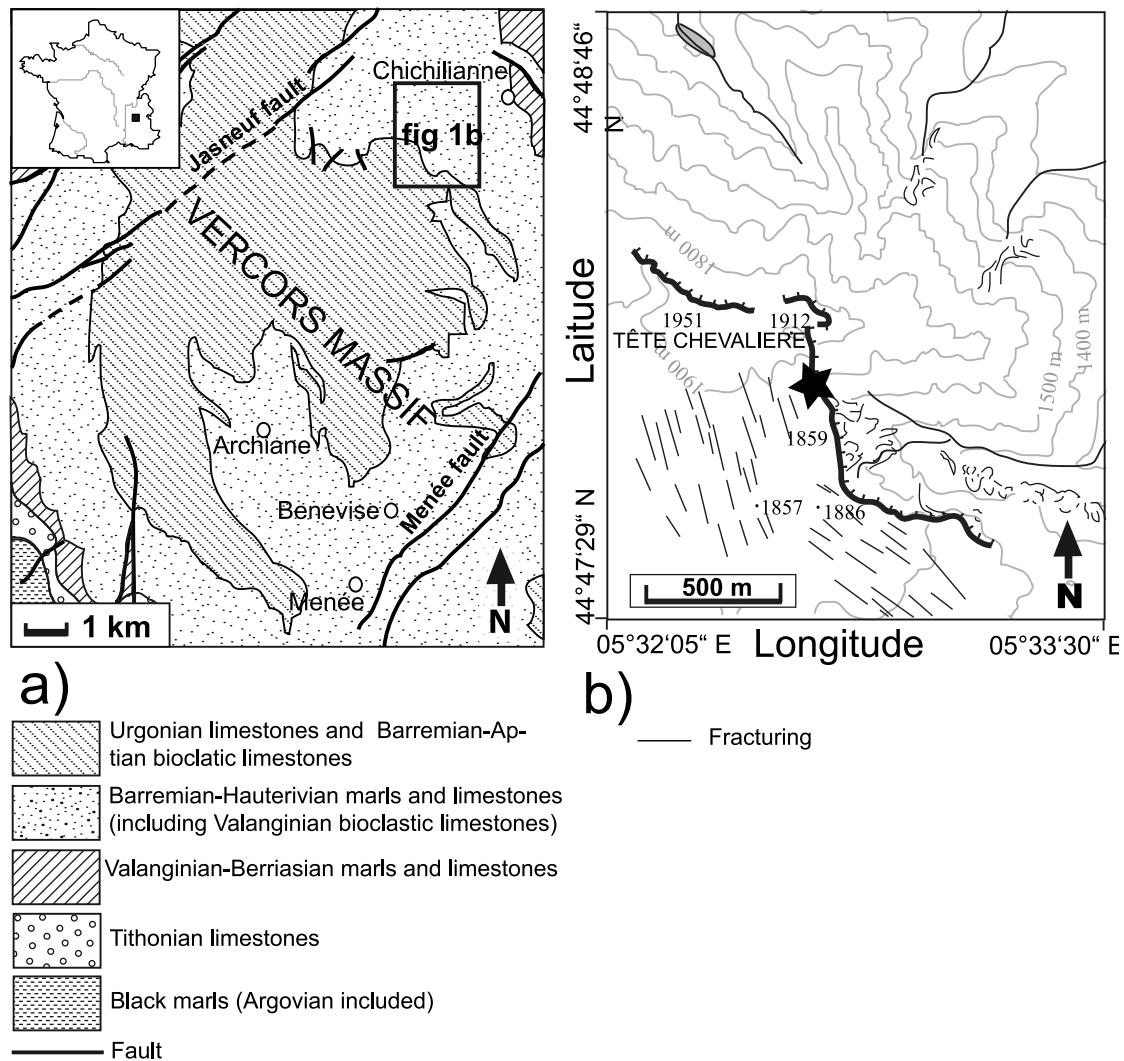 Chichilianne
fig 1b
Jasneuf fault
VERCORS MASSIF
Archiane
Benevise
Menée fault
Menée
1 km
N
a)
Urgonian limestones and Barremian-Ap-
tian bioclatic limestones
Barremian-Hauterivian marls and limestones
(including Valanginian bioclastic limestones)
Valanginian-Berriasian marls and limestones
Tithonian limestones
Black marls (Argovian included)
Fault
44°48'46" N
Laitude
44°47'29" N
1800 m
1951
1912
TÊTE CHEVALIERE
1900 m
1859
1857
1886
1500 m
1400 m
500 m
N
05°32'05" E
Longitude
05°33'30" E
b)
Fracturing